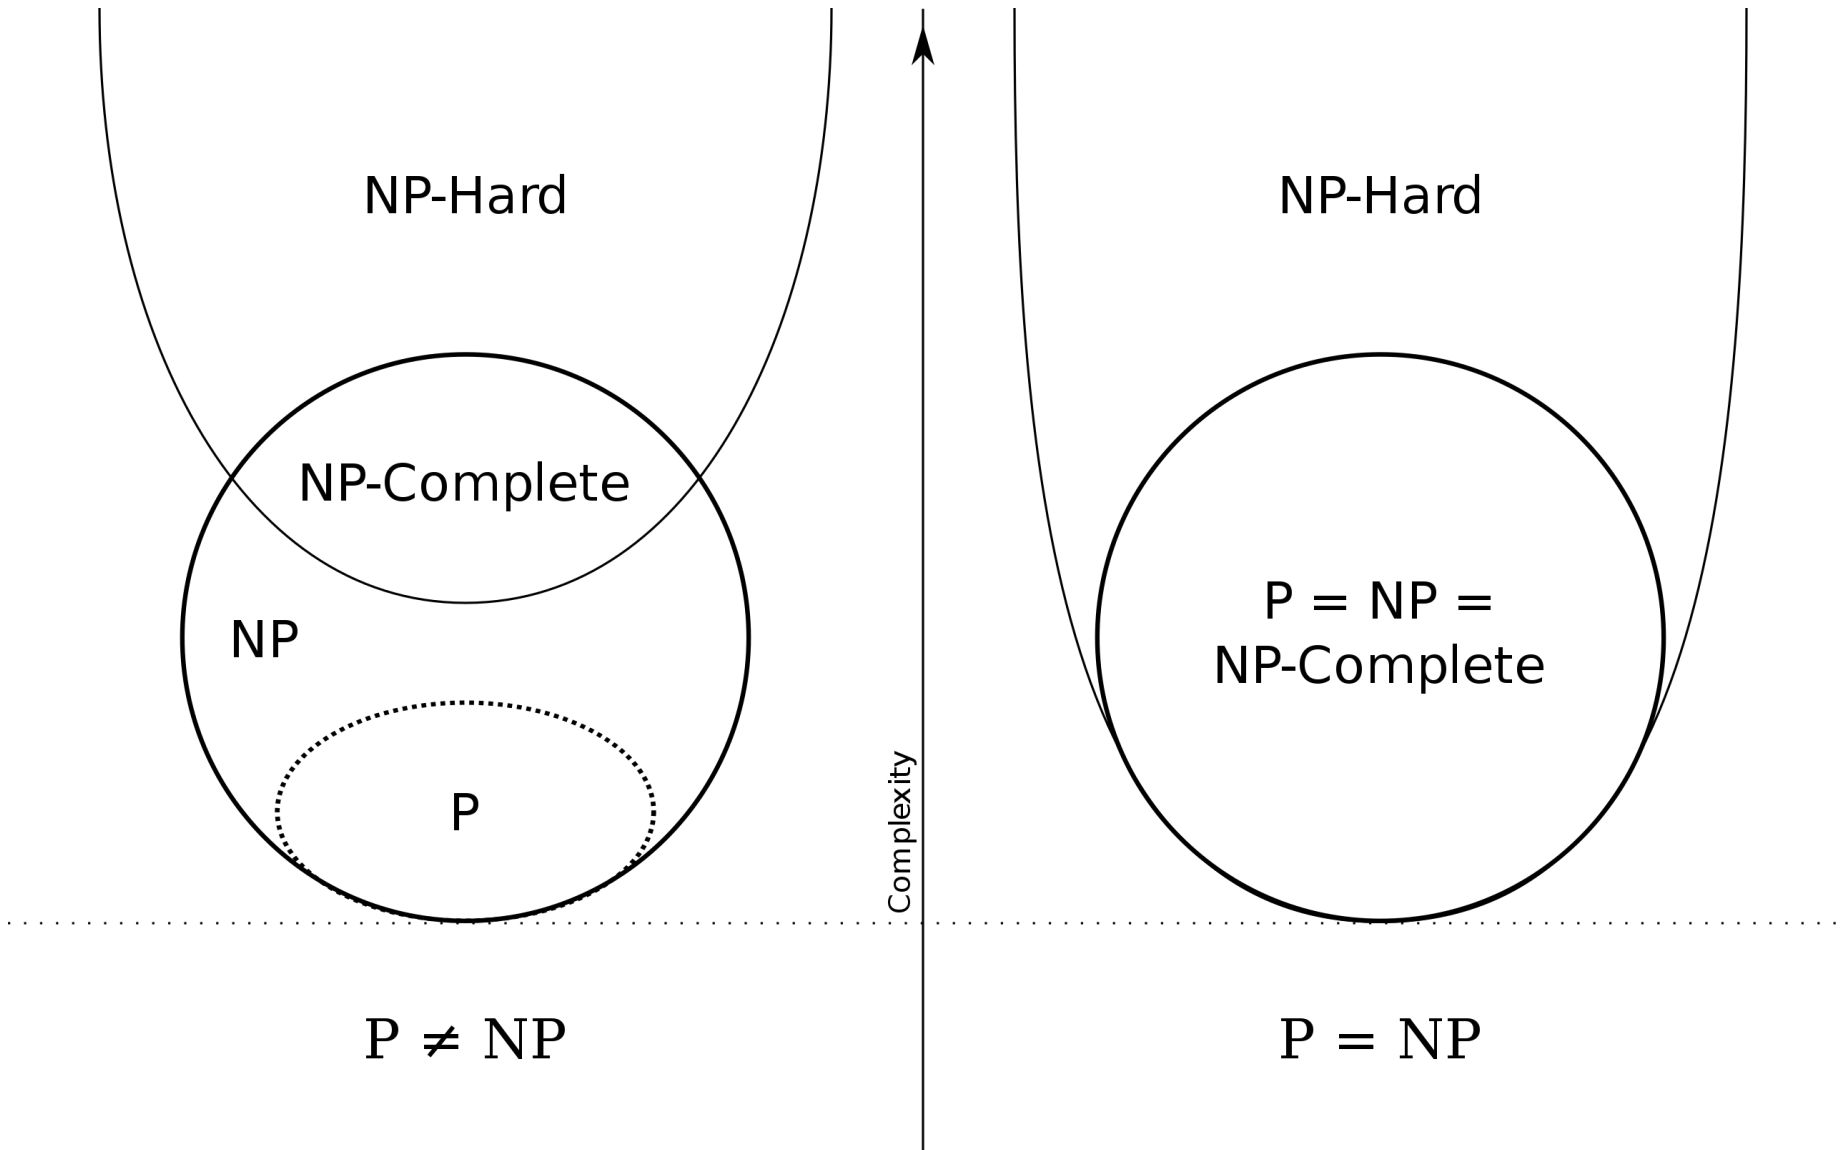 NP-Hard
NP-Complete
NP
P
P ≠ NP
Complexity
NP-Hard
P = NP =
NP-Complete
P = NP